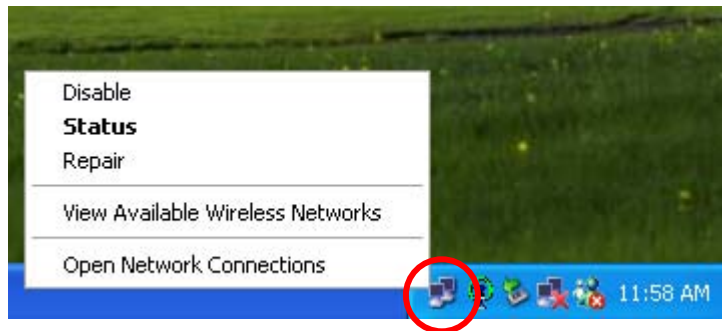 Disable
Status
Repair
View Available Wireless Networks
Open Network Connections
11:58 AM